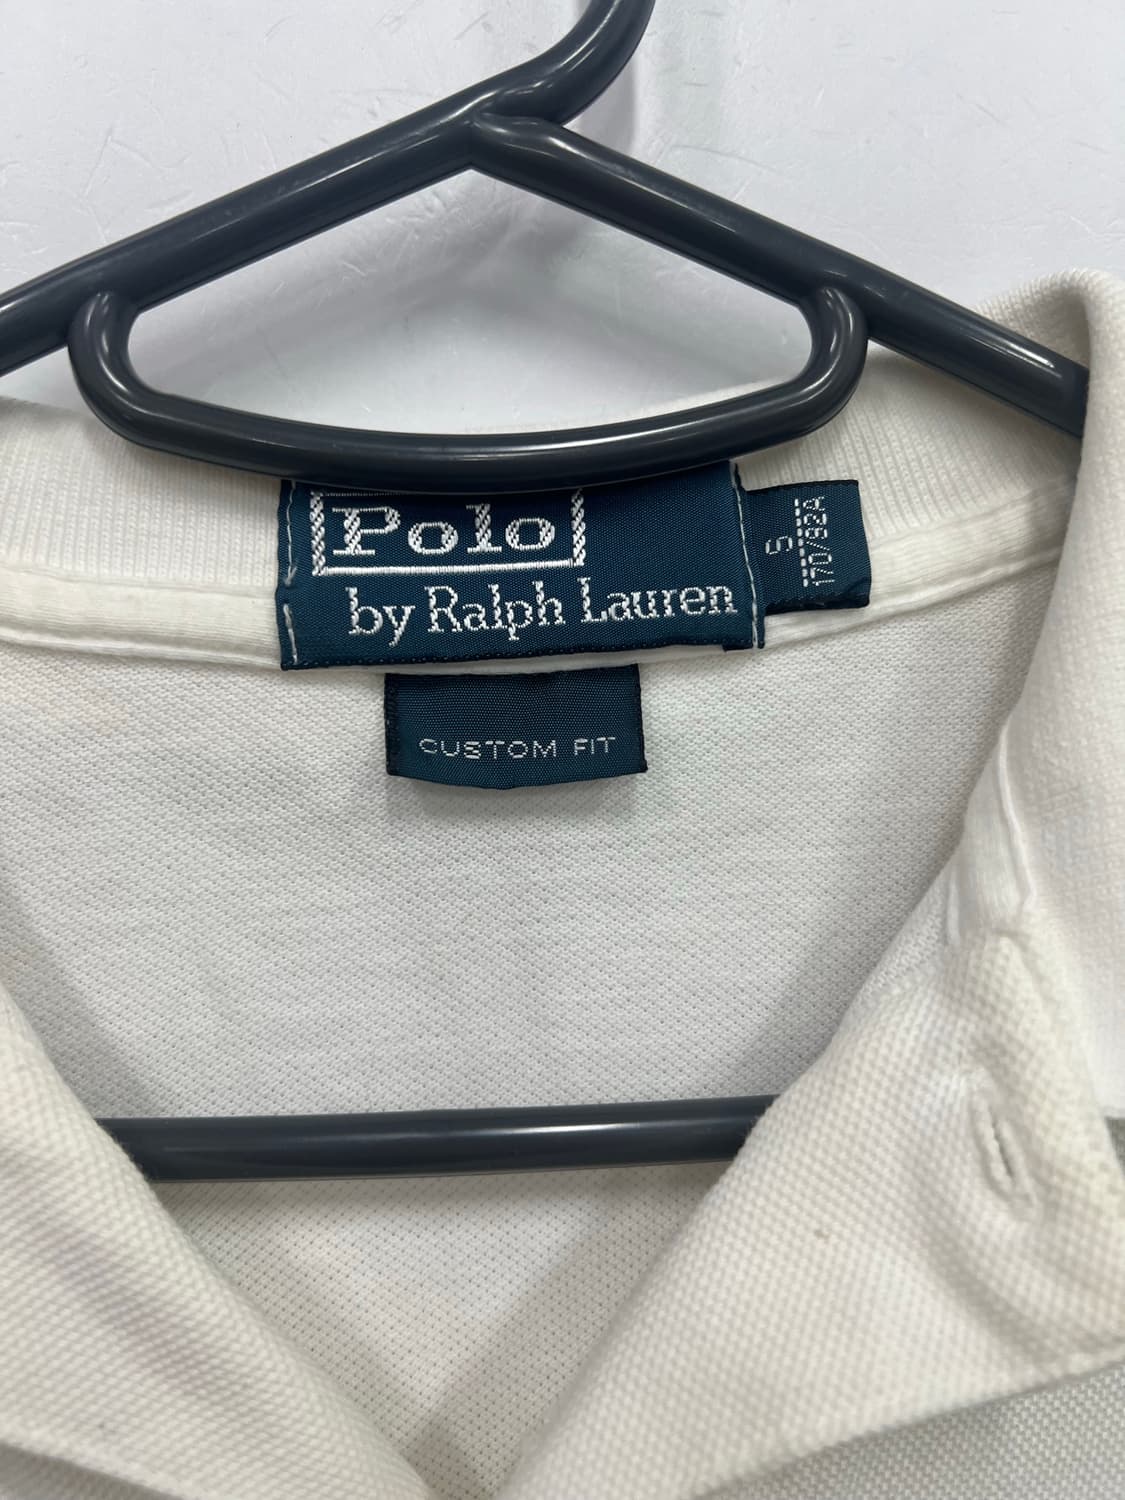 Polo
by Ralph Lauren
S
170/92A
CUSTOM FIT